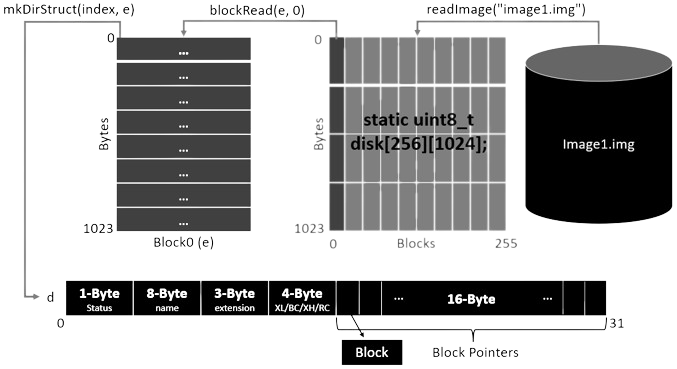 mkDirStruct(index, e)
blockRead(e, 0)
readImage("image1.img")
0
...
...
...
...
...
...
...
...
Bytes
1023
Block0 (e)
0
static uint8_t
disk[256][1024];
Bytes
1023
0
Blocks
255
Image1.img
d
1-Byte
Status
8-Byte
name
3-Byte
extension
4-Byte
XL/BC/XH/RC
...
16-Byte
...
0
31
Block
Block Pointers